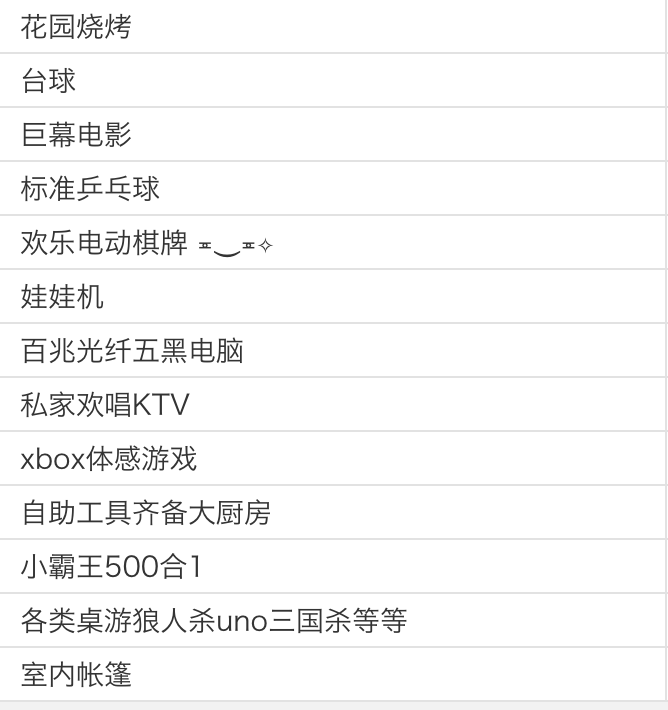 花园烧烤
台球
巨幕电影
标准乒乓球
欢乐电动棋牌 ≖‿≖✧
娃娃机
百兆光纤五黑电脑
私家欢唱KTV
xbox体感游戏
自助工具齐备大厨房
小霸王500合1
各类桌游狼人杀uno三国杀等等
室内帐篷